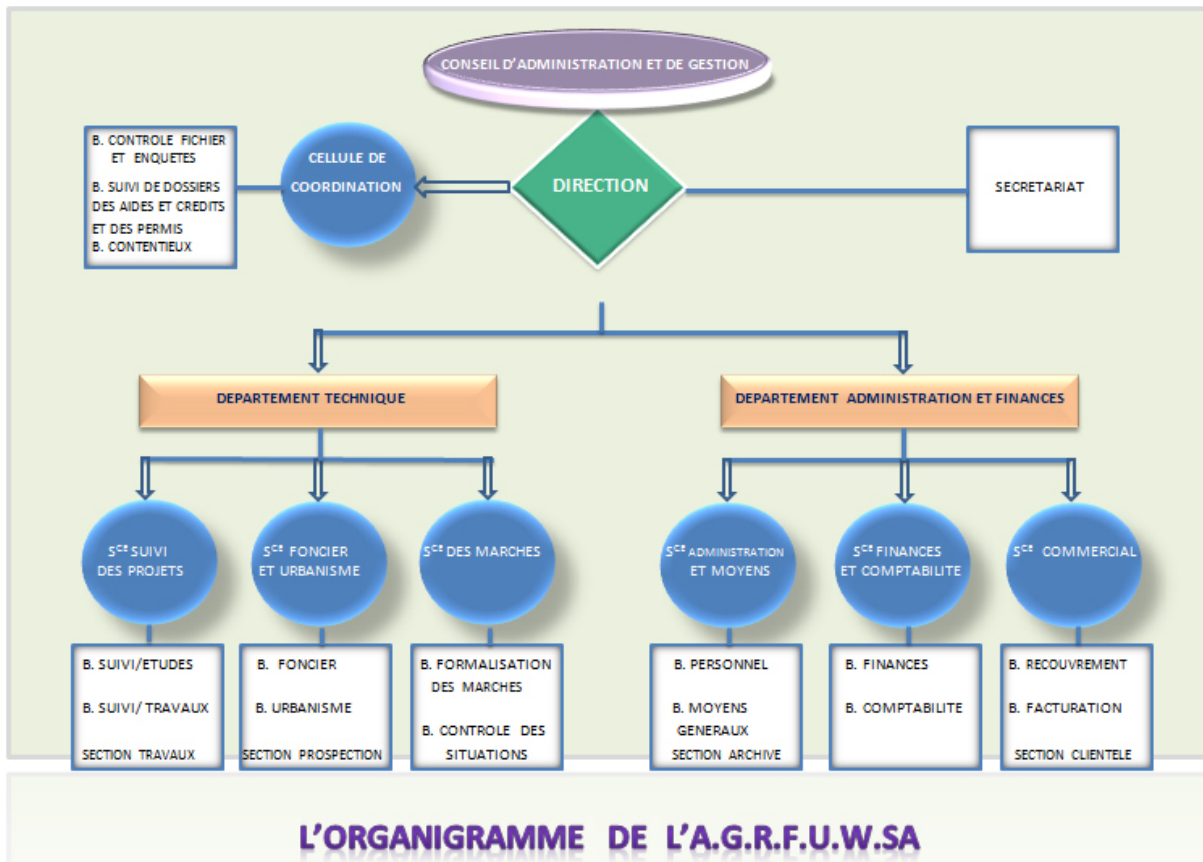 CONSEIL D'ADMINISTRATION ET DE GESTION
B. CONTROLE FICHIER
ET ENQUETES
B. SUIVI DE DOSSIERS
DES AIDES ET CREDITS
ET DES PERMIS
B. CONTENTIEUX
CELLULE DE
COORDINATION
DIRECTION
SECRETARIAT
DEPARTEMENT TECHNIQUE
DEPARTEMENT ADMINISTRATION ET FINANCES
SCE SUIVI
DES PROJETS
SCE FONCIER
ET URBANISME
SCE DES MARCHES
SCE ADMINISTRATION
ET MOYENS
SCE FINANCES
ET COMPTABILITE
SCE COMMERCIAL
B. SUIVI/ETUDES
B. SUIVI/ TRAVAUX
SECTION TRAVAUX
B. FONCIER
B. URBANISME
SECTION PROSPECTION
B. FORMALISATION
DES MARCHES
B. CONTROLE DES
SITUATIONS
B. PERSONNEL
B. MOYENS
GENERAUX
SECTION ARCHIVE
B. FINANCES
B. COMPTABILITE
B. RECOUVREMENT
B. FACTURATION
SECTION CLIENTELE
L'ORGANIGRAMME DE L'A.G.R.F.U.W.SA